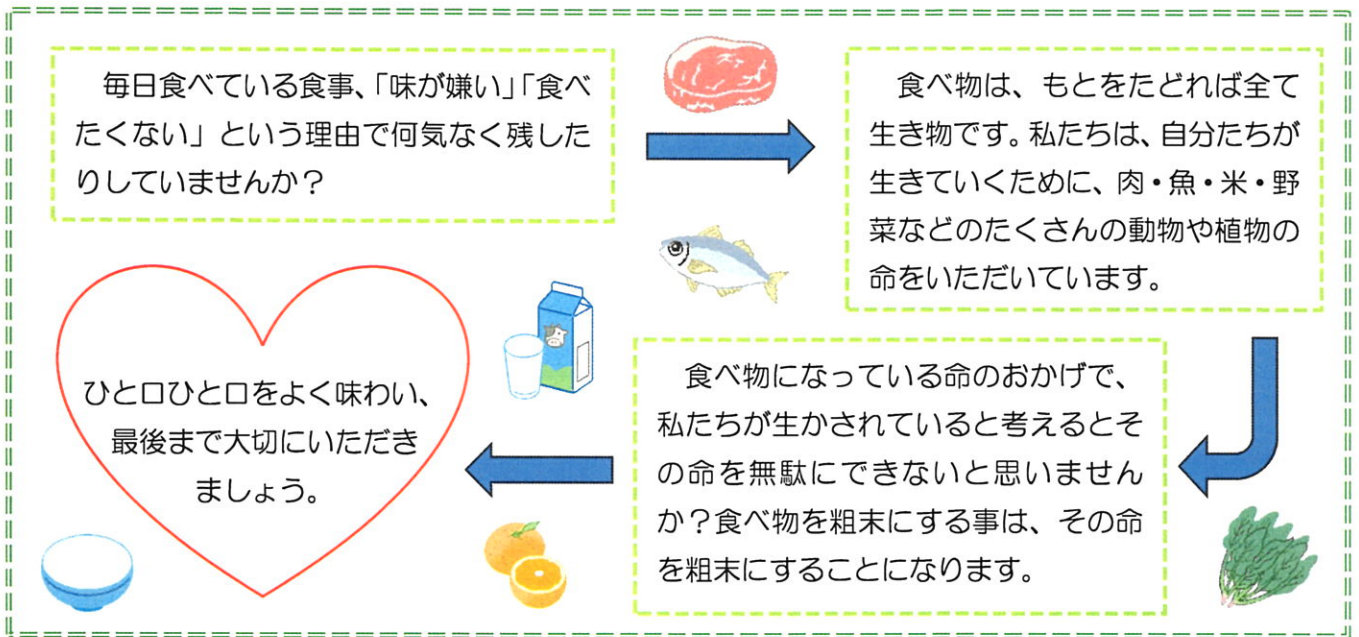 毎日食べている食事、「味が嫌い」「食べ
たくない」という理由で何気なく残した
りしていませんか？
食べ物は、もとをたどれば全て
生き物です。私たちは、自分たちが
生きていくために、肉・魚・米・野
菜などのたくさんの動物や植物の
命をいただいています。
食べ物になっている命のおかげで、
私たちが生かされていると考えるとそ
の命を無駄にできないと思いません
か？食べ物を粗末にする事は、その命
を粗末にすることになります。
ひと口ひと口をよく味わい、
最後まで大切にいただき
ましょう。